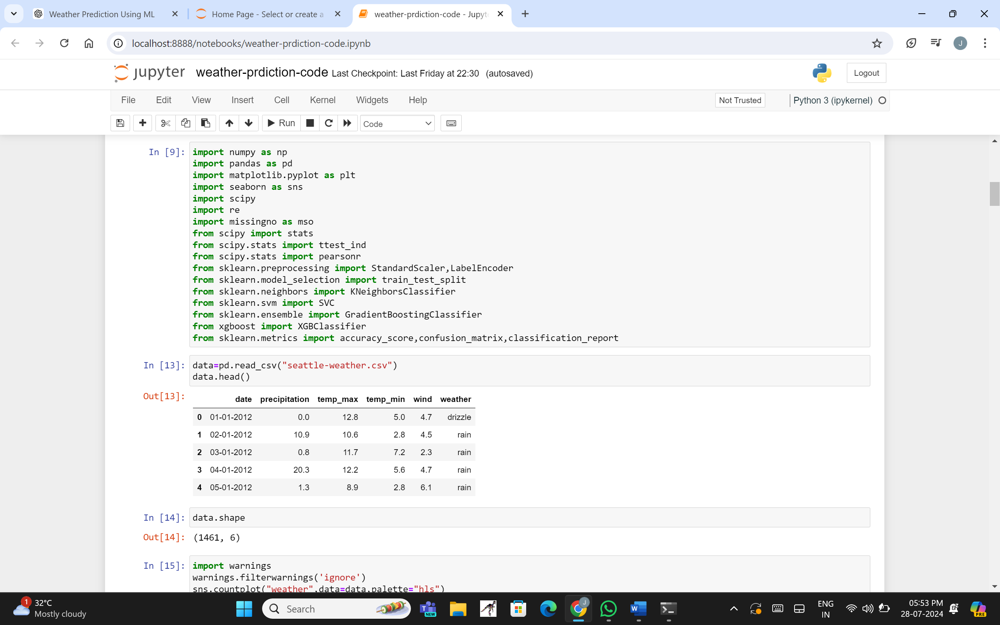 Weather Prediction Using ML
Home Page - Select or create a
weather-prdiction-code - Jupyte
localhost:8888/notebooks/weather-prdiction-code.ipynb
J
jupyter weather-prdiction-code Last Checkpoint: Last Friday at 22:30 (autosaved)
Logout
File Edit View Insert Cell Kernel Widgets Help
Not Trusted
Python 3 (ipykernel)
Run
Code
In [9]:
import numpy as np
import pandas as pd
import matplotlib.pyplot as plt
import seaborn as sns
import scipy
import re
import missingno as mso
from scipy import stats
from scipy.stats import ttest_ind
from scipy.stats import pearsonr
from sklearn.preprocessing import StandardScaler,LabelEncoder
from sklearn.model_selection import train_test_split
from sklearn.neighbors import KNeighborsClassifier
from sklearn.svm import SVC
from sklearn.ensemble import GradientBoostingClassifier
from xgboost import XGBClassifier
from sklearn.metrics import accuracy_score,confusion_matrix,classification_report
In [13]:
data=pd.read_csv("seattle-weather.csv")
data.head()
Out[13]:
date precipitation temp_max temp_min wind weather
0 01-01-2012 0.0 12.8 5.0 4.7 drizzle
1 02-01-2012 10.9 10.6 2.8 4.5 rain
2 03-01-2012 0.8 11.7 7.2 2.3 rain
3 04-01-2012 20.3 12.2 5.6 4.7 rain
4 05-01-2012 1.3 8.9 2.8 6.1 rain
In [14]:
data.shape
Out[14]:
(1461, 6)
In [15]:
import warnings
warnings.filterwarnings('ignore')
sns.countplot("weather",data=data,palette="hls")
1
32°C
Mostly cloudy
Search
T
NEW
J
W
ENG
IN
05:53 PM
28-07-2024
PRE